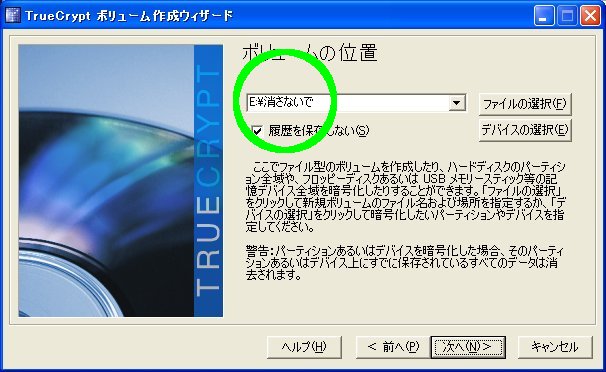 TrueCrypt ボリューム作成ウィザード
ボリュームの位置
E:¥消さないで
ファイルの選択(F)
履歴を保存しない(S)
デバイスの選択(E)
ここでファイル型のボリュームを作成したり、ハードディスクのパーティシ
ョン全域や、フロッピーディスクあるいは USB メモリースティック等の記
憶デバイス全域を暗号化したりすることができます。「ファイルの選択」
をクリックして新規ボリュームのファイル名および場所を指定するか、「デ
バイスの選択」をクリックして暗号化したいパーティションやデバイスを指
定してください。
警告：パーティションあるいはデバイスを暗号化した場合、そのパーティ
ションあるいはデバイス上にすでに保存されているすべてのデータは消
去されます。
TRUECRYPT
ヘルプ(H)
< 前へ(P)
次へ(N) >
キャンセル